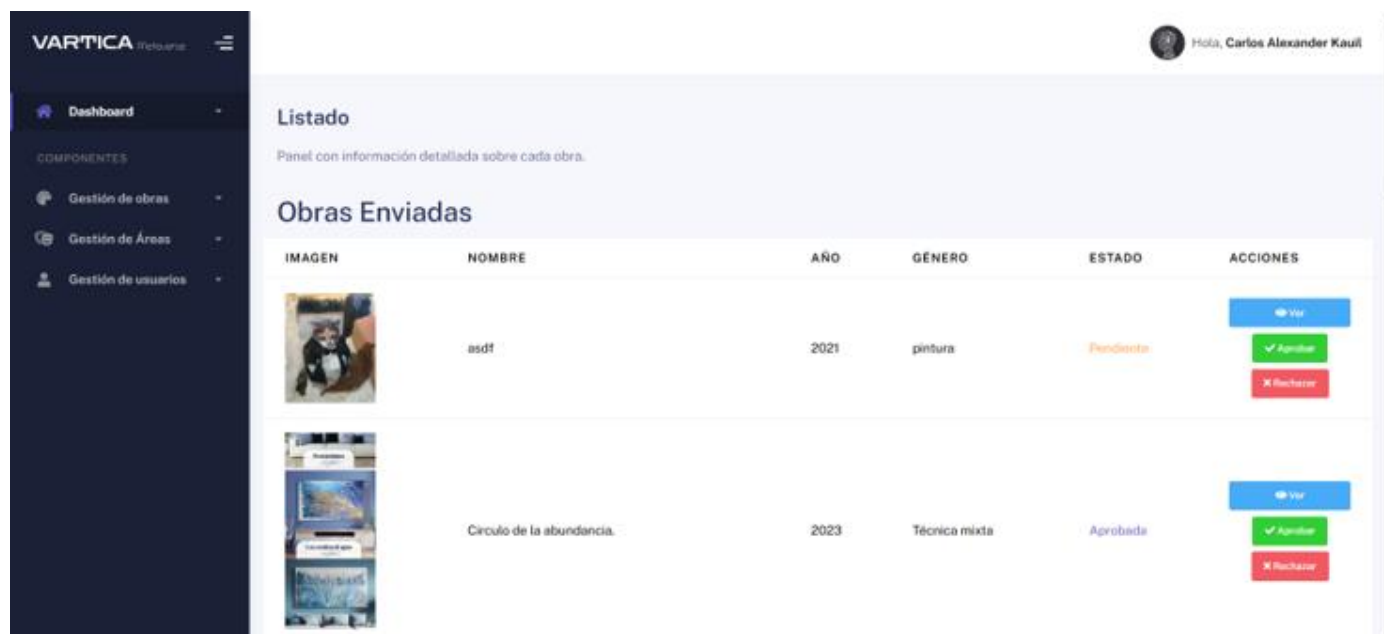 VARTICA Metaverse
Hola, Carlos Alexander Kauil
Dashboard
COMPONENTES
Gestión de obras
Gestión de Áreas
Gestión de usuarios
Listado
Panel con información detallada sobre cada obra.
Obras Enviadas
IMAGEN NOMBRE AÑO GÉNERO ESTADO ACCIONES
asdf 2021 pintura Pendiente
Ver
Aprobar
Rechazar
Circulo de la abundancia. 2023 Técnica mixta Aprobada
Ver
Aprobar
Rechazar